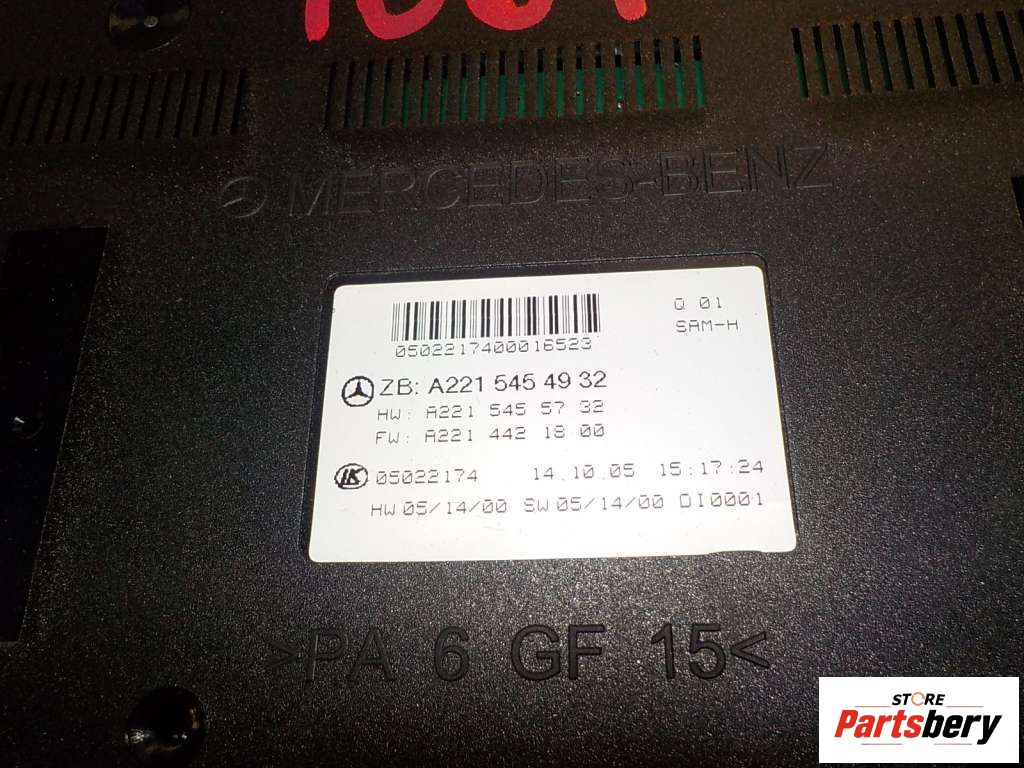 MERCEDES-BENZ
Q 01
SAM-H
0502217400016523
ZB: A221 545 49 32
HW: A221 545 57 32
FW: A221 442 18 00
LK 05022174 14.10.05 15:17:24
HW 05/14/00 SW 05/14/00 DI0001
>PA 6 GF 15<
STORE
Partsbery